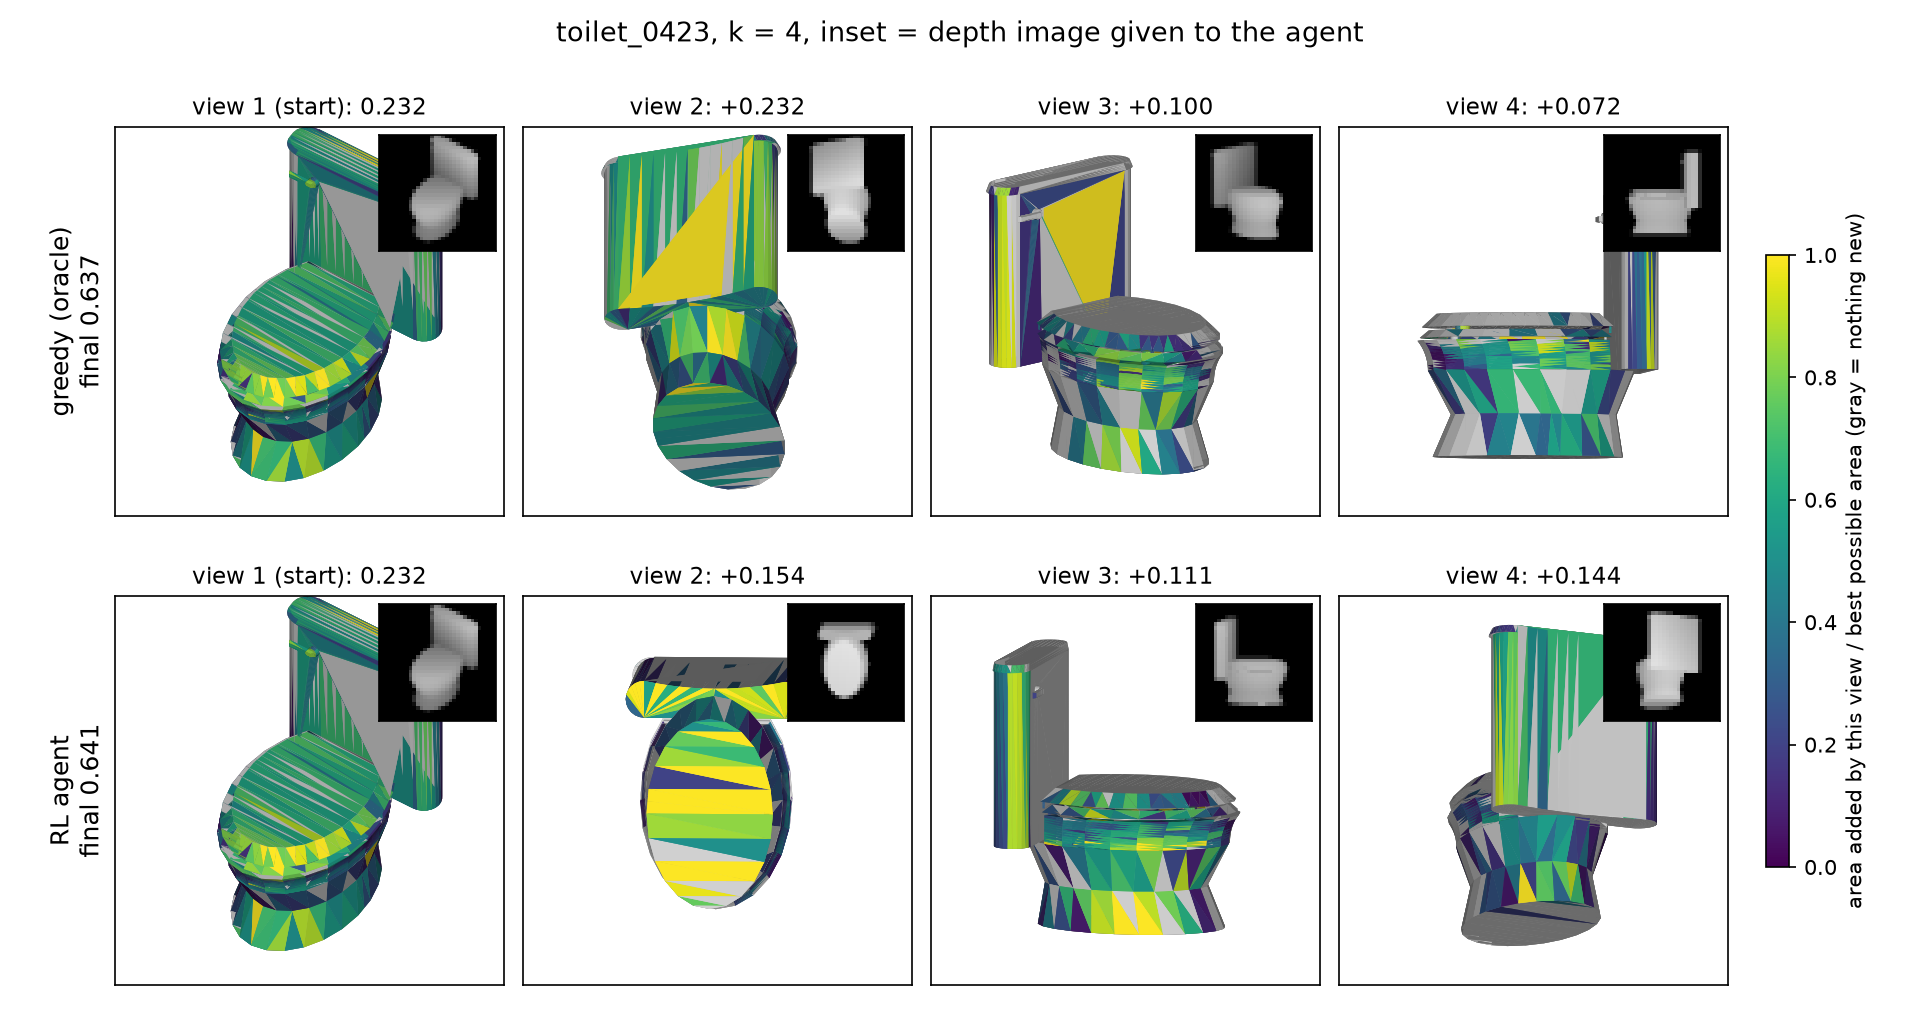 toilet_0423, k = 4, inset = depth image given to the agent
view 1 (start): 0.232
view 2: +0.232
view 3: +0.100
view 4: +0.072
greedy (oracle)
final 0.637
view 1 (start): 0.232
view 2: +0.154
view 3: +0.111
view 4: +0.144
RL agent
final 0.641
1.0
0.8
0.6
0.4
0.2
0.0
area added by this view / best possible area (gray = nothing new)